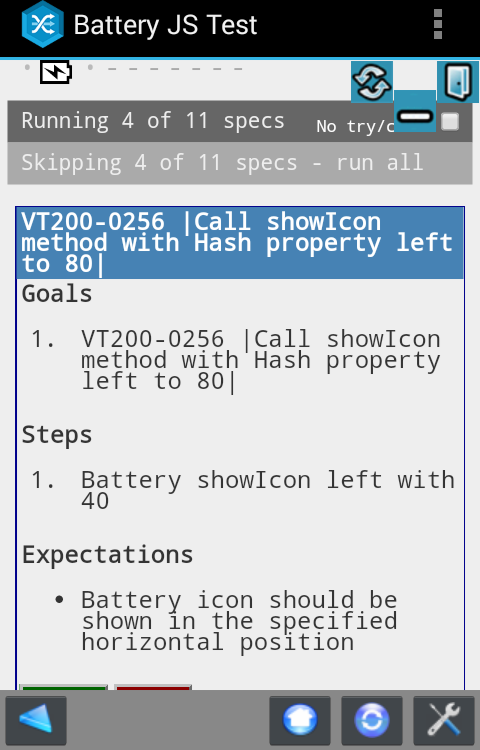 Battery JS Test
Running 4 of 11 specs
No try/c
Skipping 4 of 11 specs - run all
VT200-0256 |Call showIcon
method with Hash property left
to 80|
Goals
1. VT200-0256 |Call showIcon
method with Hash property
left to 80|
Steps
1. Battery showIcon left with
40
Expectations
• Battery icon should be
shown in the specified
horizontal position